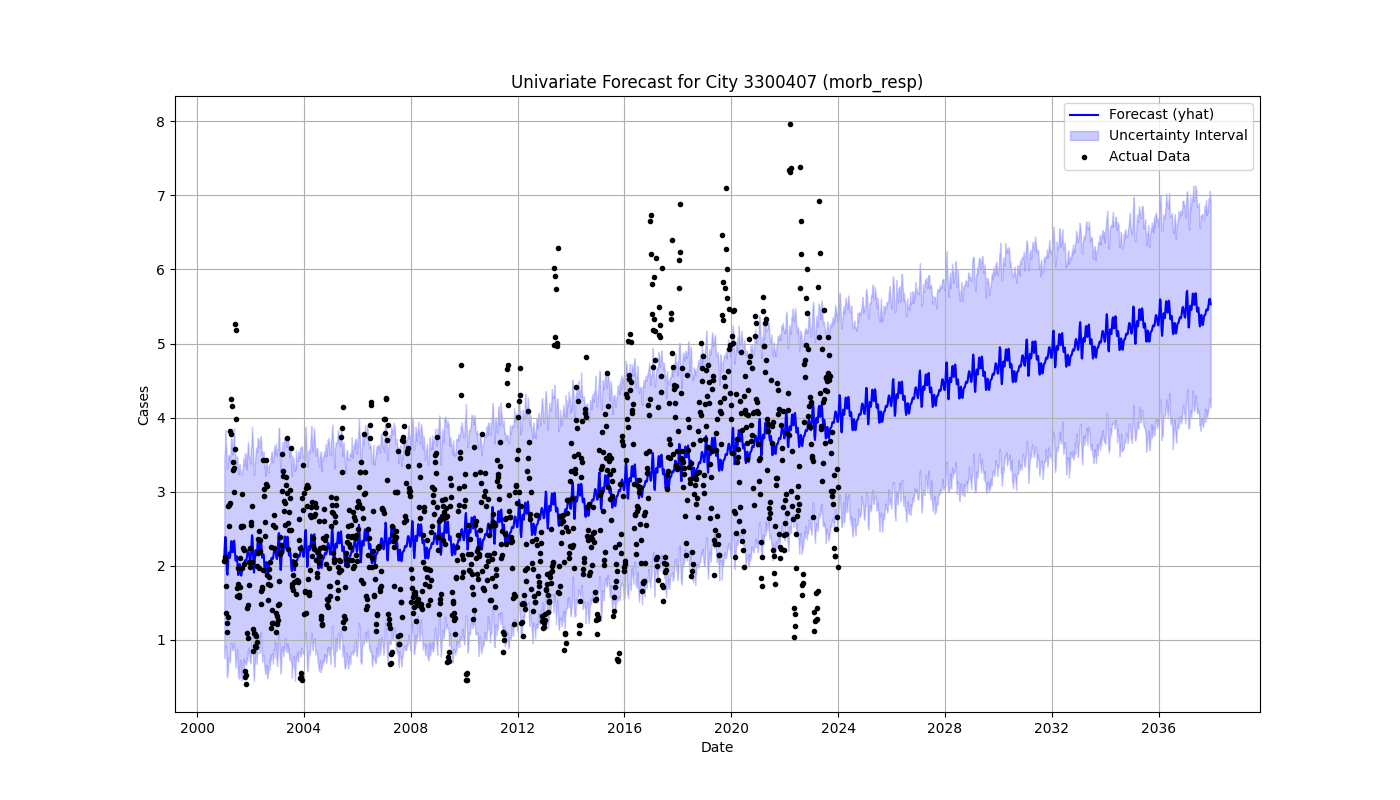 Univariate Forecast for City 3300407 (morb_resp)
Forecast (yhat)
Uncertainty Interval
Actual Data
8
7
6
5
4
3
2
1
Cases
2000 2004 2008 2012 2016 2020 2024 2028 2032 2036
Date